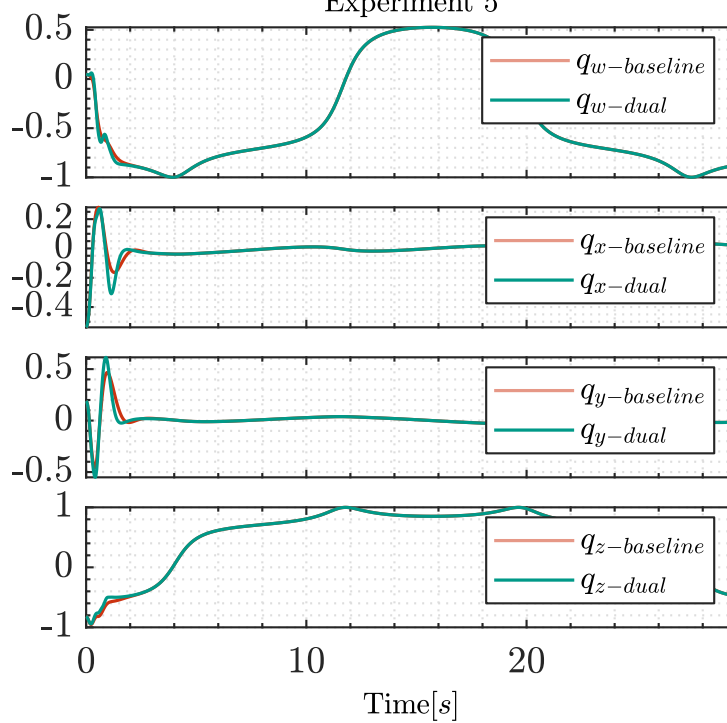 Experiment 5
0.5
0
-0.5
-1
q_{w-baseline}
q_{w-dual}
0.2
0
-0.2
-0.4
q_{x-baseline}
q_{x-dual}
0.5
0
-0.5
q_{y-baseline}
q_{y-dual}
1
0
-1
q_{z-baseline}
q_{z-dual}
0 10 20
Time[s]